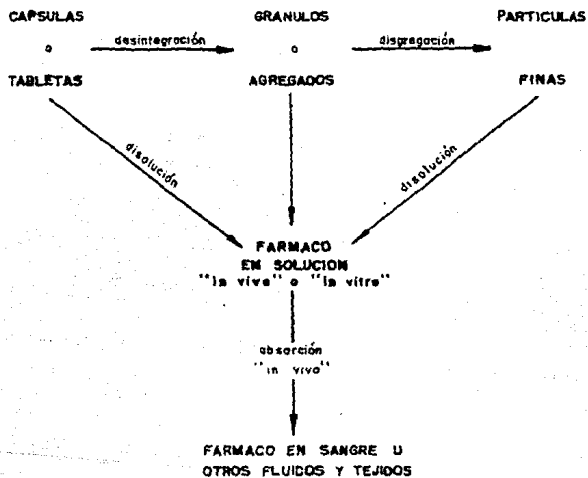 CAPSULAS GRANULOS PARTICULAS
o desintegración o disgregación
TABLETAS AGREGADOS FINAS
disolución disolución
FARMACO
EN SOLUCION
"in vivo" o "in vitro"
absorción
"in vivo"
FARMACO EN SANGRE U
OTROS FLUIDOS Y TEJIDOS